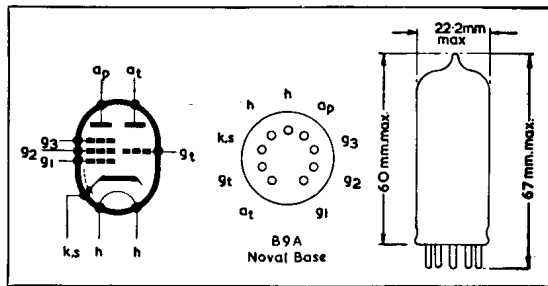 ap at
g3
g2
g1
gt
k,s h h
h h ap
k,s g3
gt g2
at g1
B9A
Noval Base
22·2mm
max
60 mm.max.
67 mm.max.